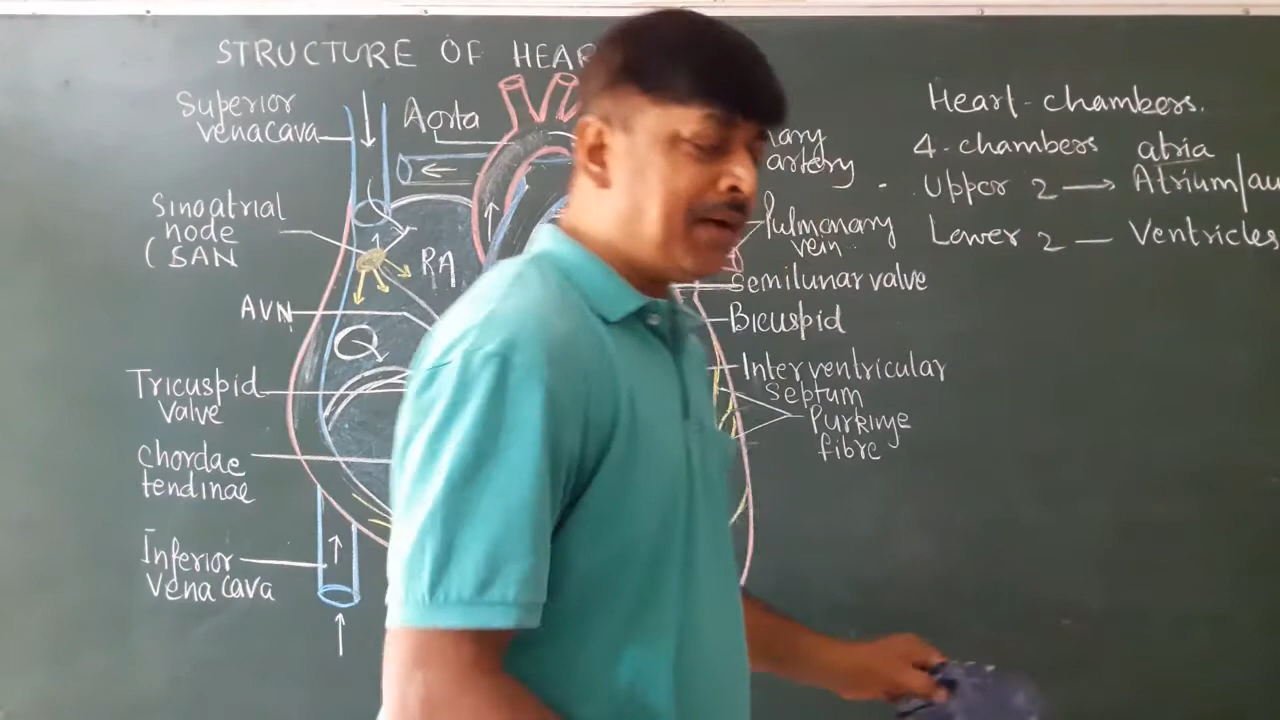 STRUCTURE OF HEAR
Superior
venacava
Aorta
Sinoatrial
node
(SAN
RA
AVN
Tricuspid
valve
chordae
tendinae
Inferior
vena cava
artery
Pulmonary
vein
Semilunar valve
Bicuspid
Interventricular
septum
Purkinje
fibre
Heart-chambers.
4-chambers atria
Upper 2 → Atrium/au
Lower 2 — Ventricles